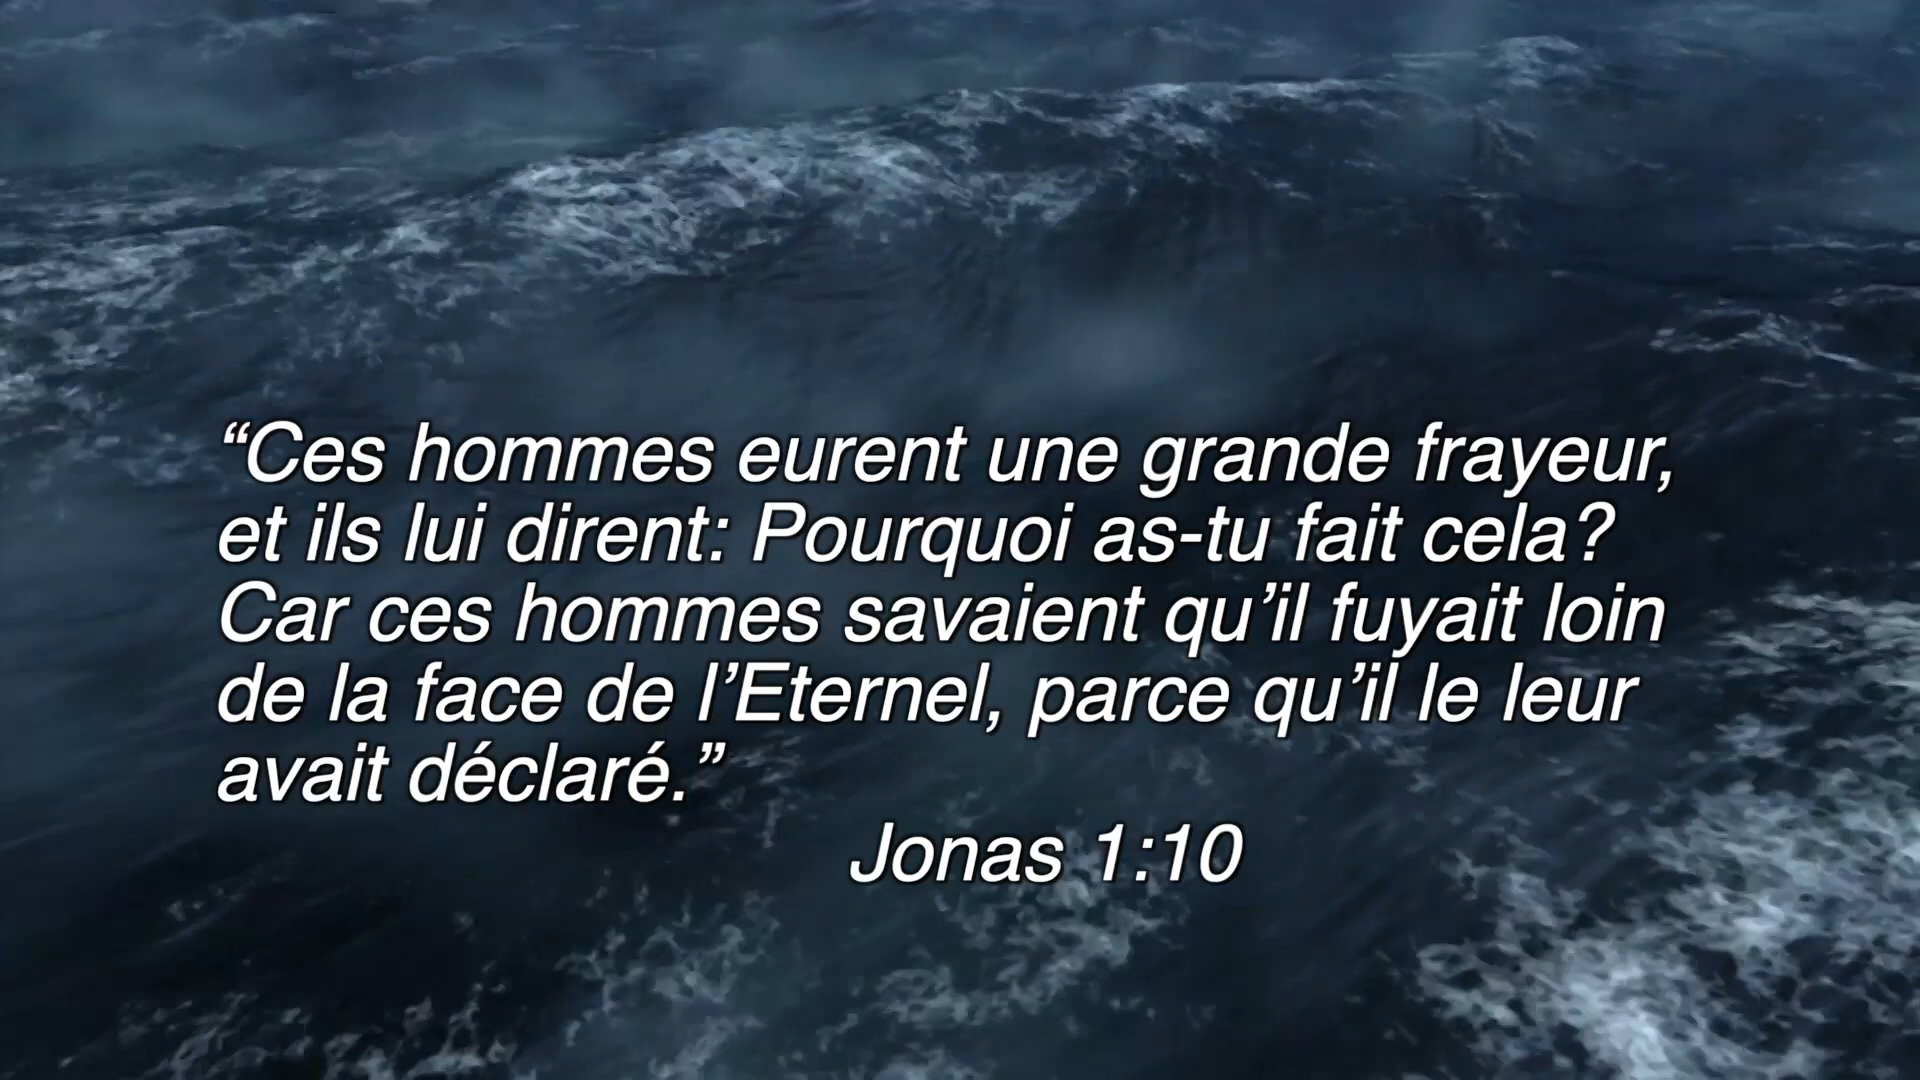 “Ces hommes eurent une grande frayeur,
et ils lui dirent: Pourquoi as-tu fait cela?
Car ces hommes savaient qu’il fuyait loin
de la face de l’Eternel, parce qu’il le leur
avait déclaré.”
Jonas 1:10